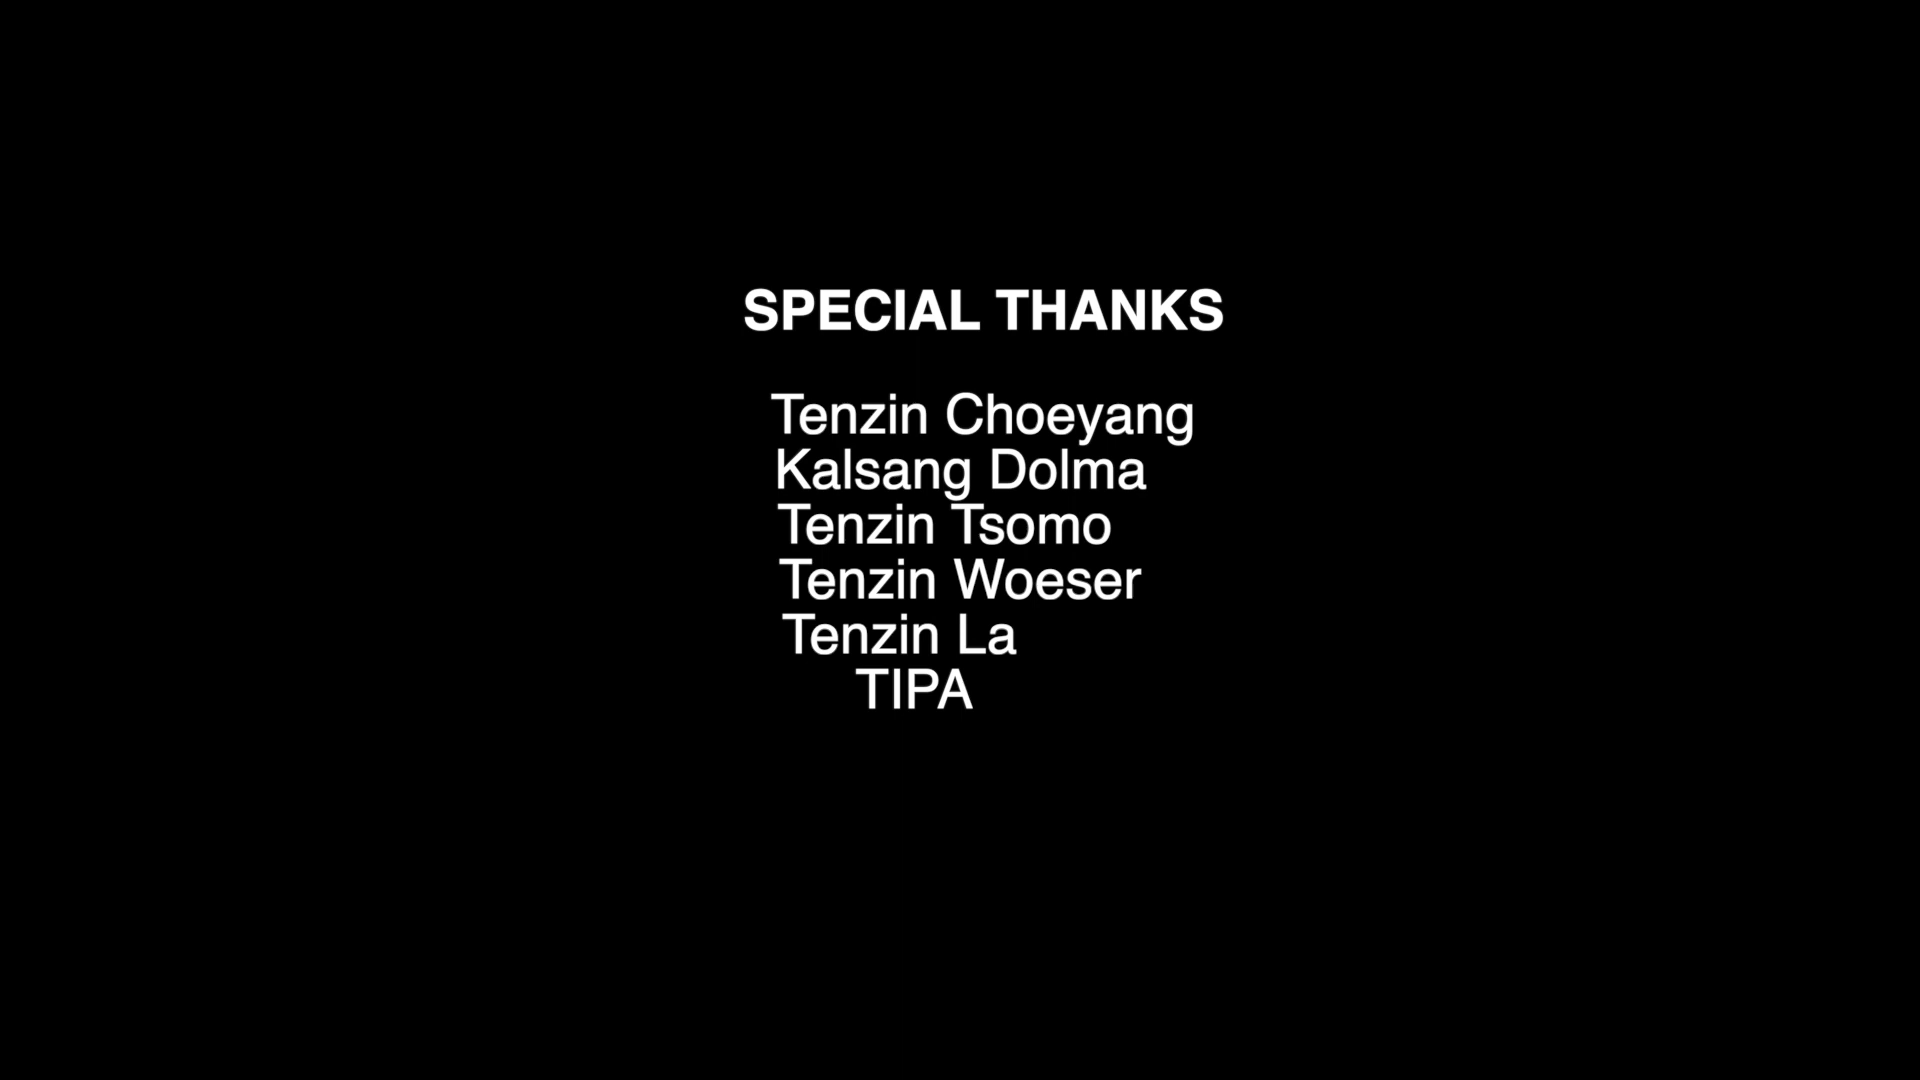 SPECIAL THANKS
Tenzin Choeyang
Kalsang Dolma
Tenzin Tsomo
Tenzin Woeser
Tenzin La
TIPA